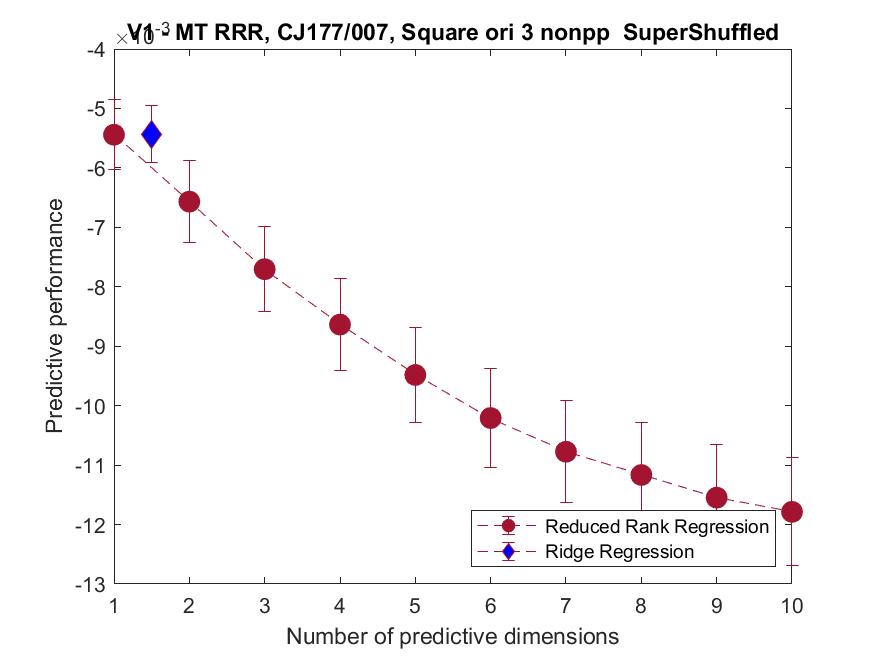 V1 - MT RRR, CJ177/007, Square ori 3 nonpp  SuperShuffled
×10-3
-4
-5
-6
-7
-8
-9
-10
-11
-12
-13
Predictive performance
Reduced Rank Regression
Ridge Regression
1 2 3 4 5 6 7 8 9 10
Number of predictive dimensions